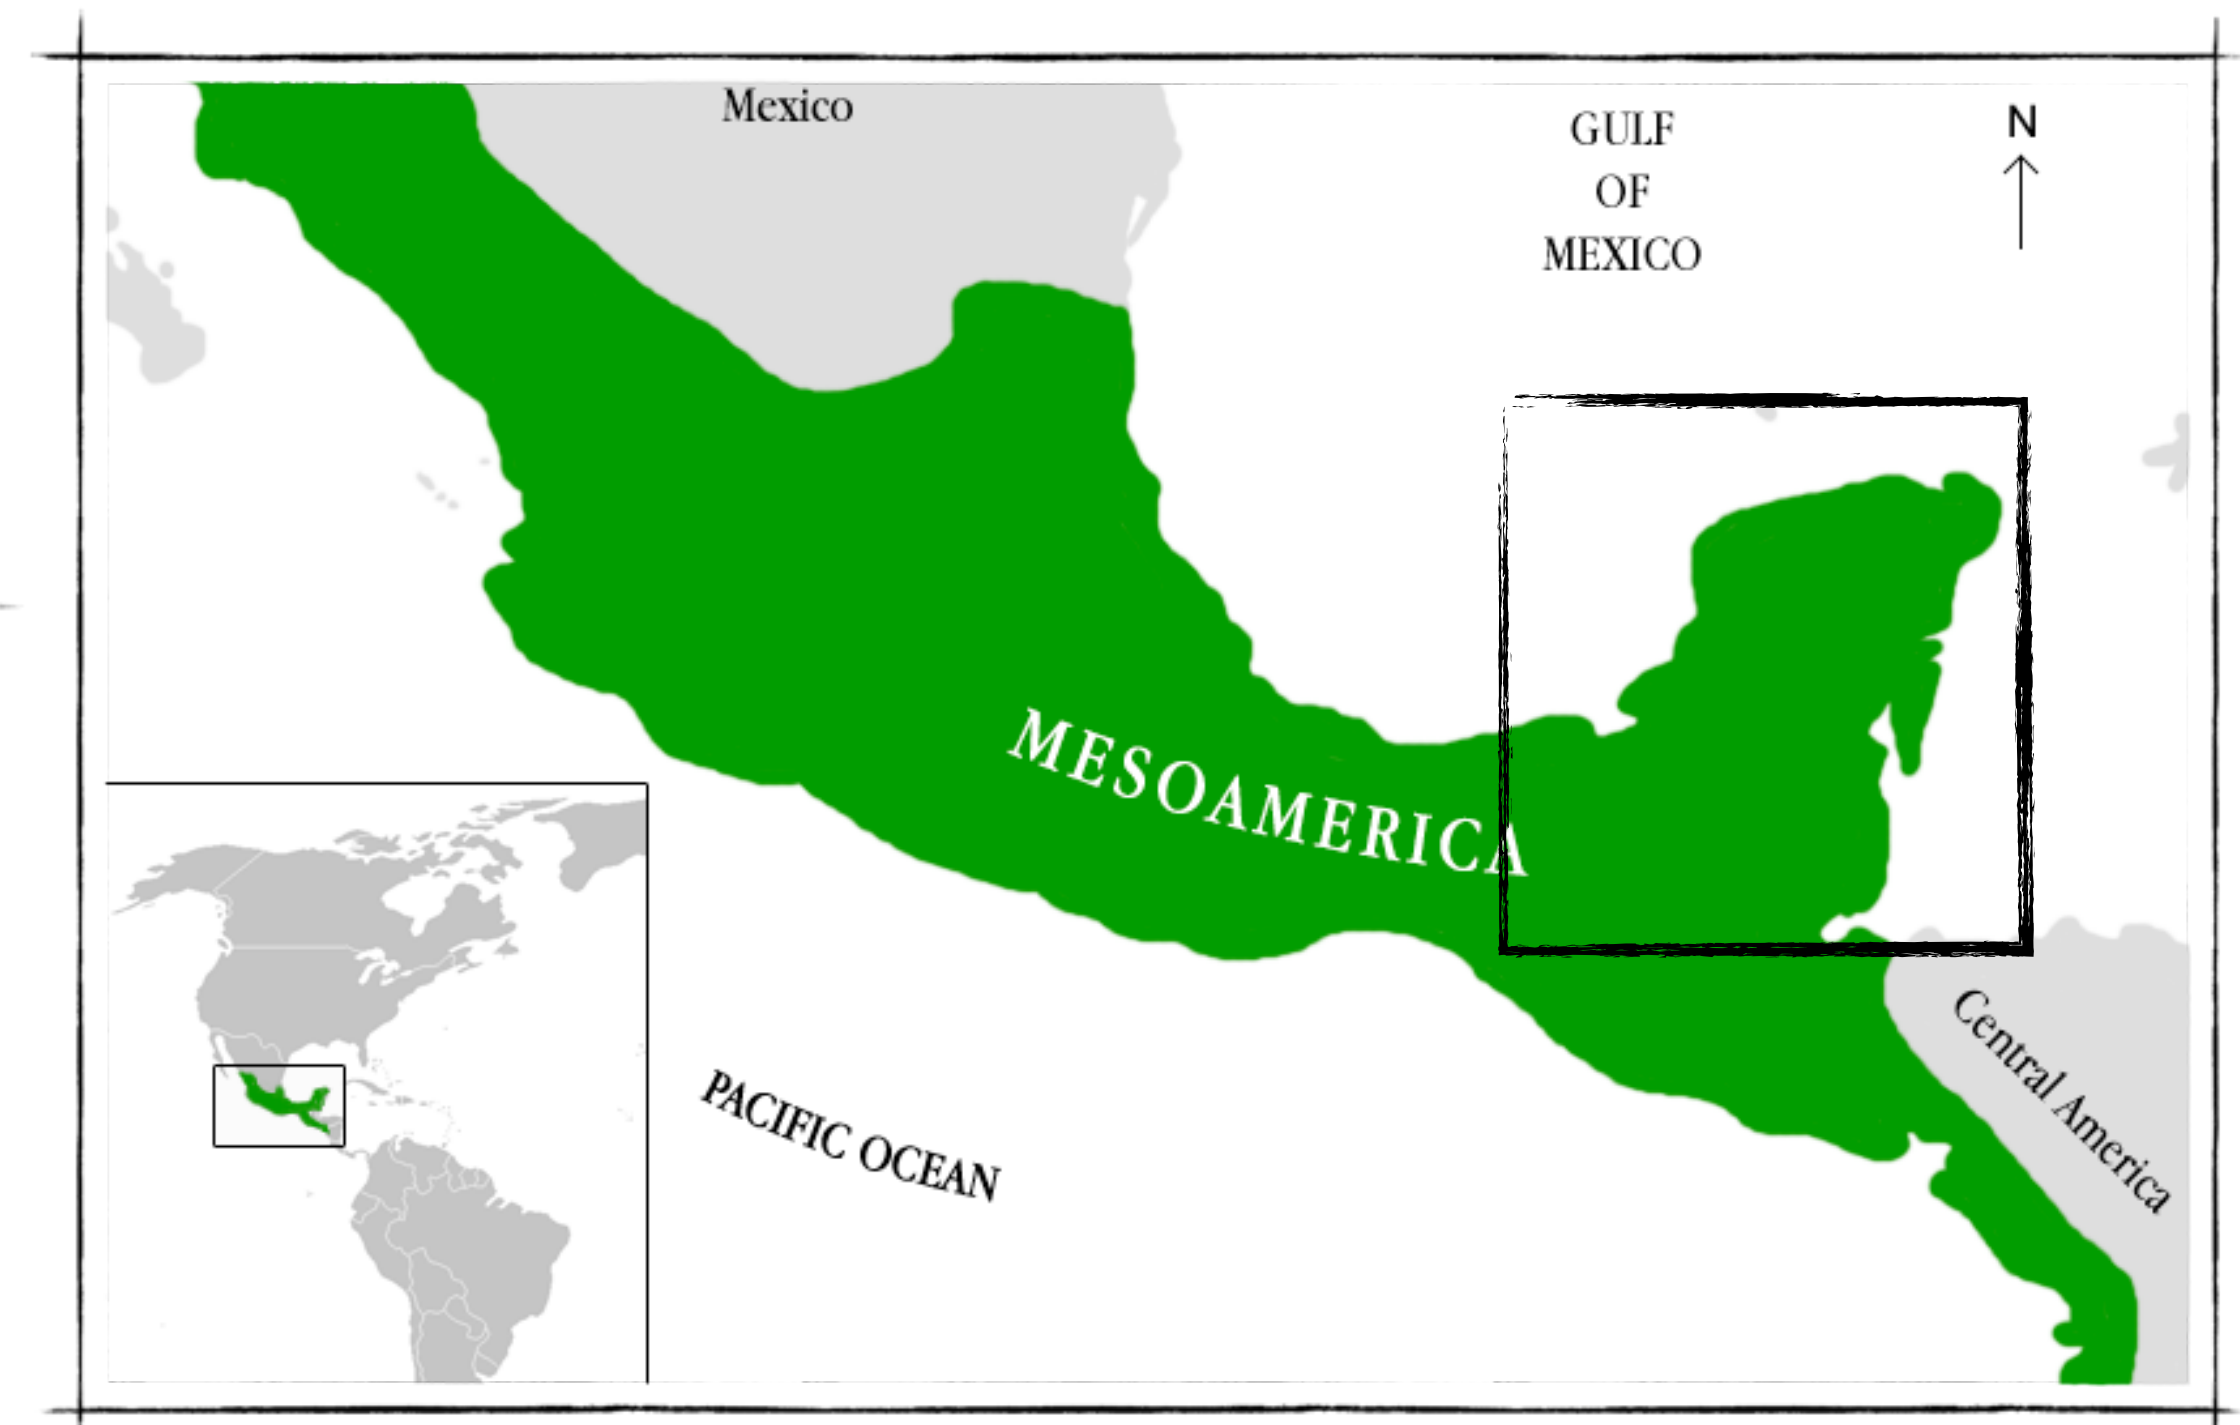 Mexico
GULF
OF
MEXICO
N
MESOAMERICA
PACIFIC OCEAN
Central America